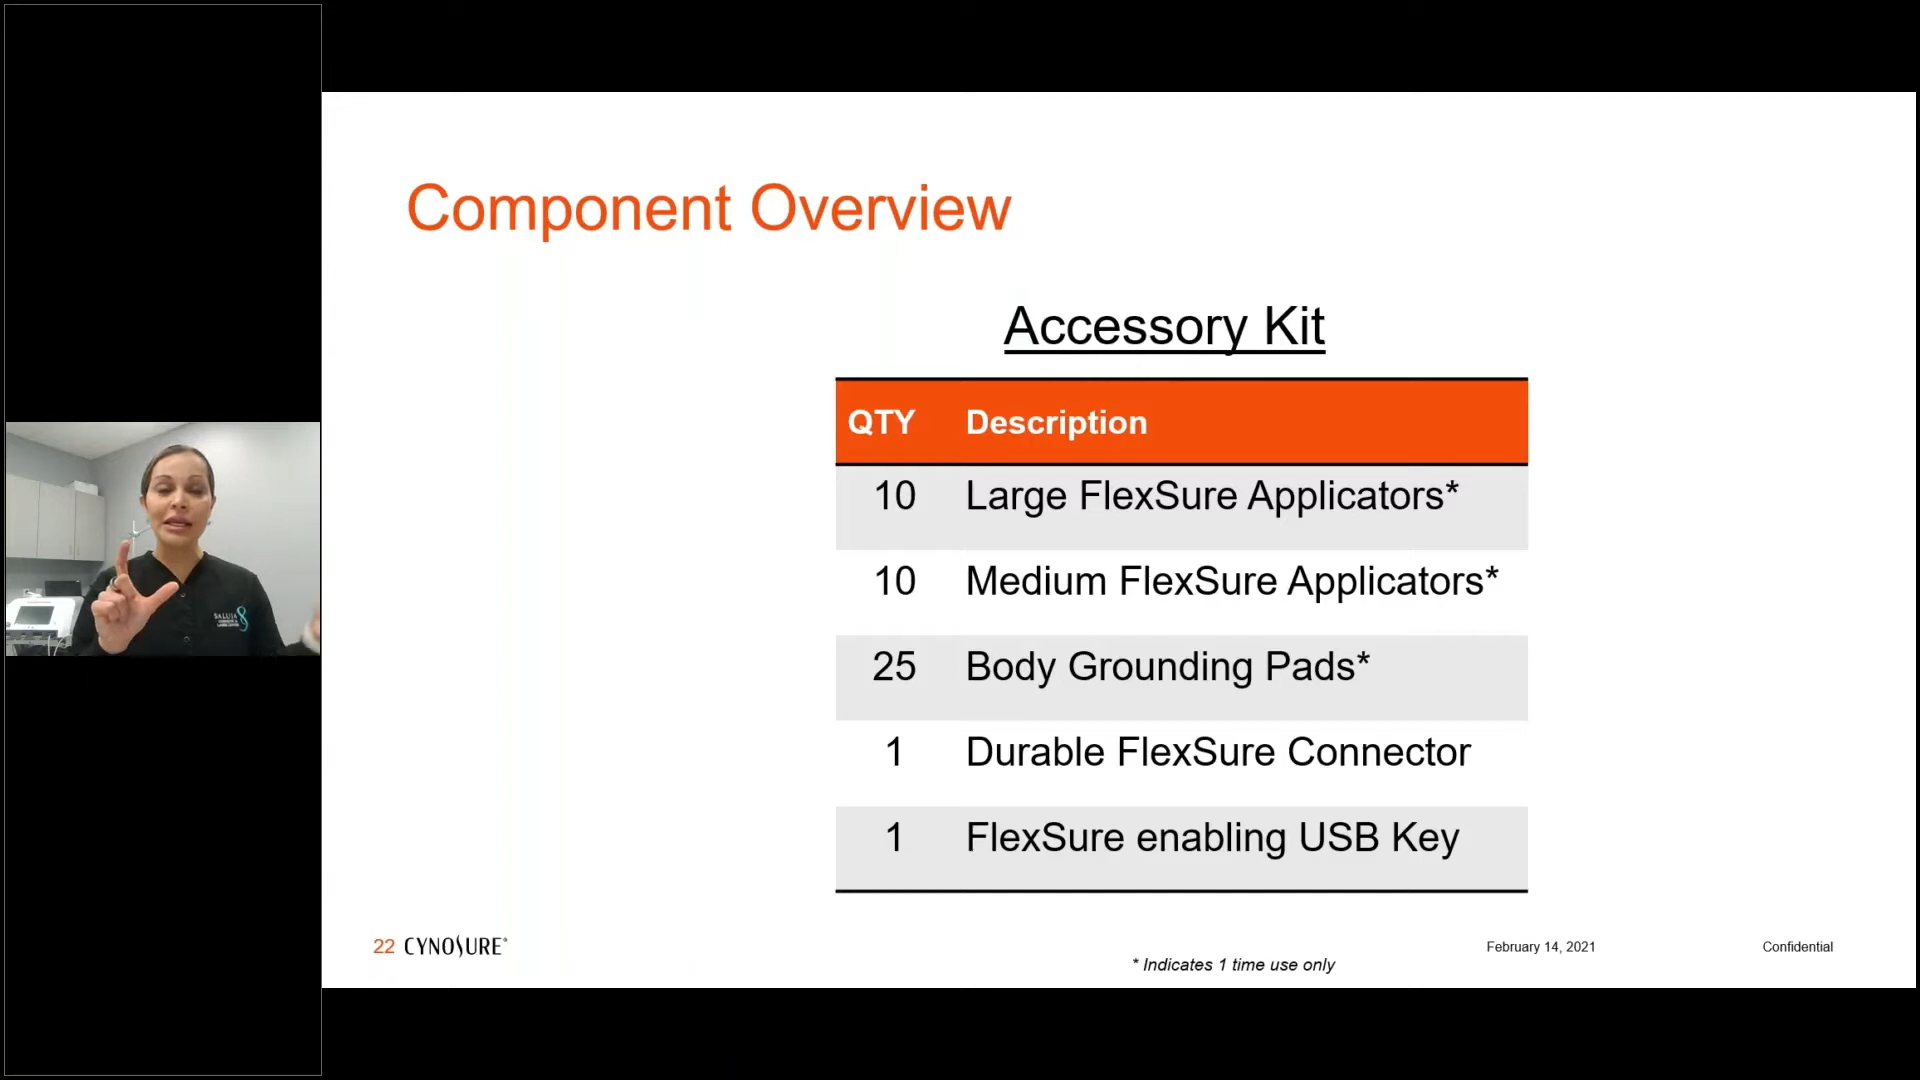 Component Overview
Accessory Kit
QTY Description
10 Large FlexSure Applicators*
10 Medium FlexSure Applicators*
25 Body Grounding Pads*
1 Durable FlexSure Connector
1 FlexSure enabling USB Key
22 CYNOSURE®
February 14, 2021
Confidential
* Indicates 1 time use only
SALUJA